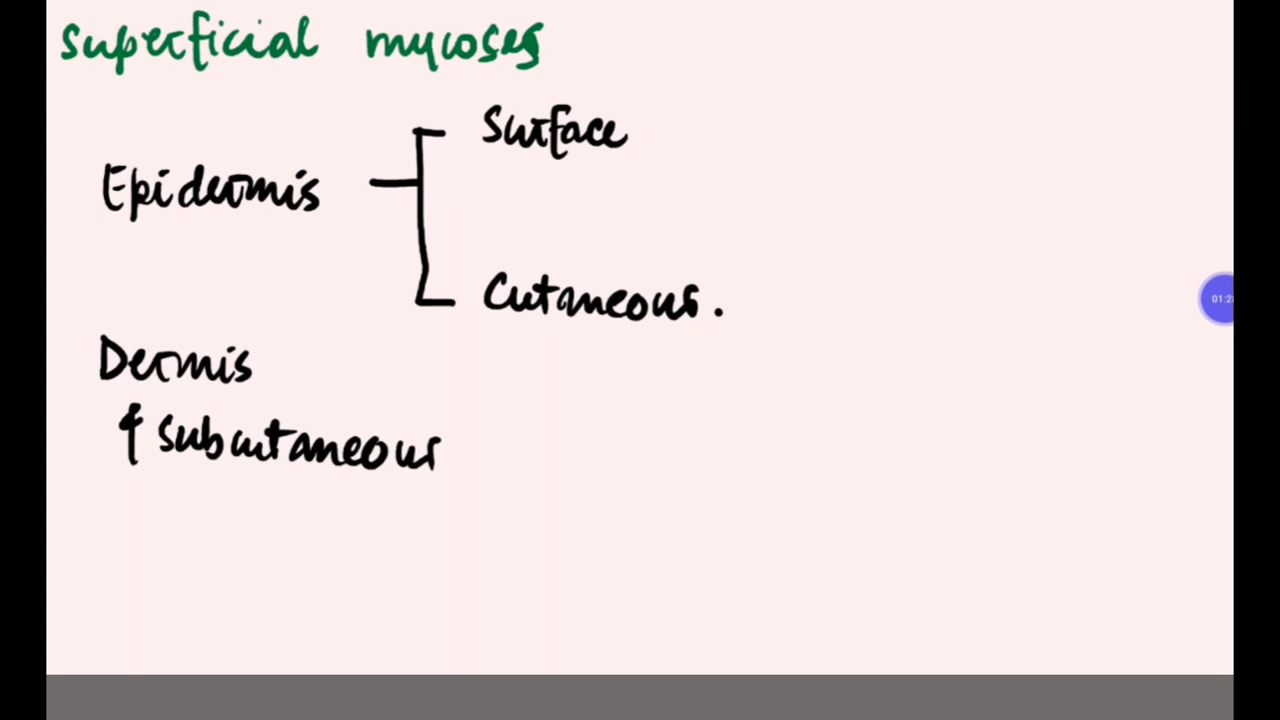 Superficial mycoses
Surface
Epidermis
Cutaneous.
Dermis
& Subcutaneous